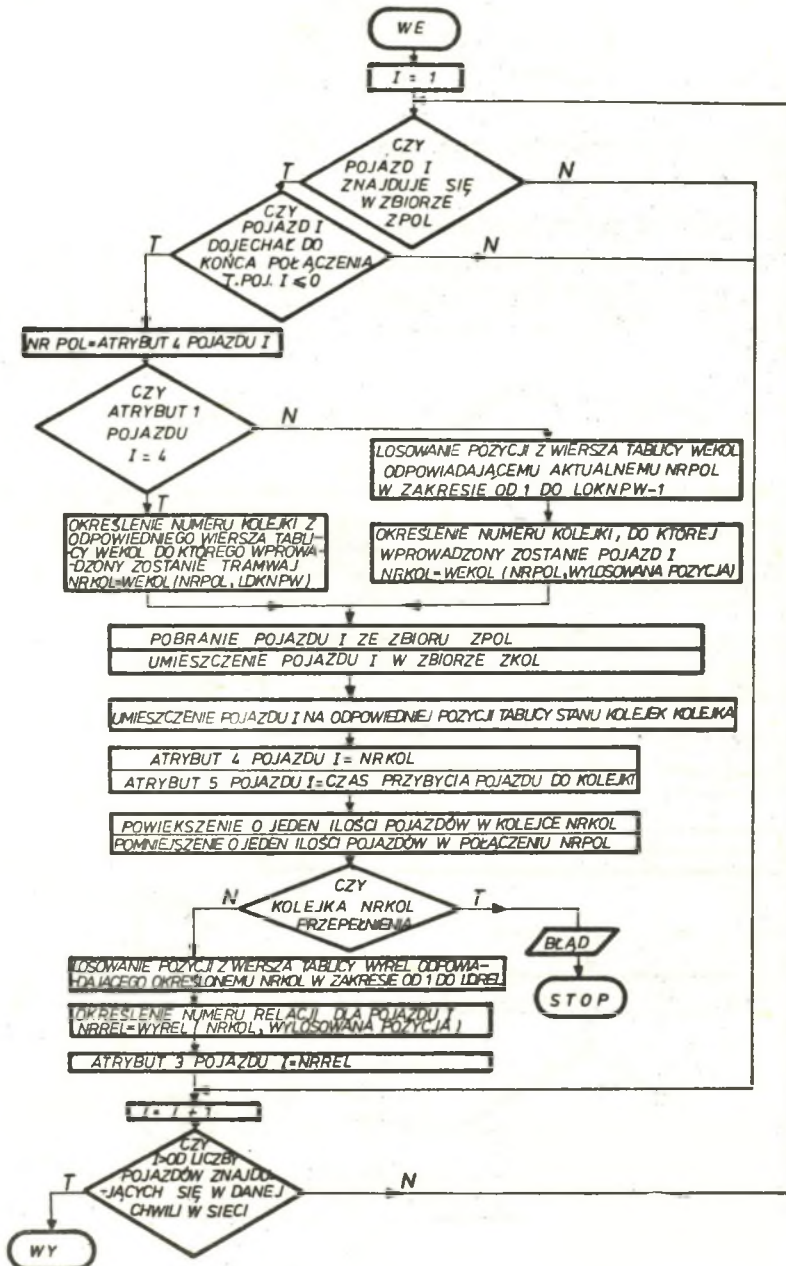 WE
I = 1
CZY
POJAZD I
ZNAJDUJE SIĘ
W ZBIORZE
ZPOL
T
N
CZY
POJAZD I
DOJECHAŁ DO
KOŃCA POŁĄCZENIA
T.POJ. I ⩽ 0
T
N
NR POL=ATRYBUT 4 POJAZDU I
CZY
ATRYBUT 1
POJAZDU
I = 4
N
T
LOSOWANIE POZYCJI Z WIERSZA TABLICY WEKOL
ODPOWIADAJĄCEMU AKTUALNEMU NRPOL
W ZAKRESIE OD 1 DO LDKNPW-1
OKREŚLENIE NUMERU KOLEJKI Z
ODPOWIEDNIEGO WIERSZA TABLI-
CY WEKOL DO KTÓREGO WPROWA-
-DZONY ZOSTANIE TRAMWAJ
NRKOL=WEKOL (NRPOL, LDKNPW)
OKREŚLENIE NUMERU KOLEJKI, DO KTÓREJ
WPROWADZONY ZOSTANIE POJAZD I
NRKOL=WEKOL (NRPOL, WYLOSOWANA POZYCJA)
POBRANIE POJAZDU I ZE ZBIORU ZPOL
UMIESZCZENIE POJAZDU I W ZBIORZE ZKOL
UMIESZCZENIE POJAZDU I NA ODPOWIEDNIEJ POZYCJI TABLICY STANU KOLEJEK KOLEJKA
ATRYBUT 4 POJAZDU I = NRKOL
ATRYBUT 5 POJAZDU I=CZAS PRZYBYCIA POJAZDU DO KOLEJKI
POWIEKSZENIE O JEDEN ILOŚCI POJAZDÓW W KOLEJCE NRKOL
POMNIEJSZENIE O JEDEN ILOŚCI POJAZDÓW W POŁĄCZENIU NRPOL
CZY
KOLEJKA NRKOL
PRZEPEŁNIENIA
N
T
BŁĄD
STOP
LOSOWANIE POZYCJI Z WIERSZA TABLICY WYREL ODPOWIA-
DAJĄCEGO OKREŚLONEMU NRKOL W ZAKRESIE OD 1 DO LDREL
OKREŚLENIE NUMERU RELACJI DLA POJAZDU I
NRREL=WYREL ( NRKOL, WYLOSOWANA POZYCJA )
ATRYBUT 3 POJAZDU I=NRREL
I = I + 1
CZY
I>OD LICZBY
POJAZDÓW ZNAJDU-
-JĄCYCH SIĘ W DANEJ
CHWILI W SIECI
T
N
WY